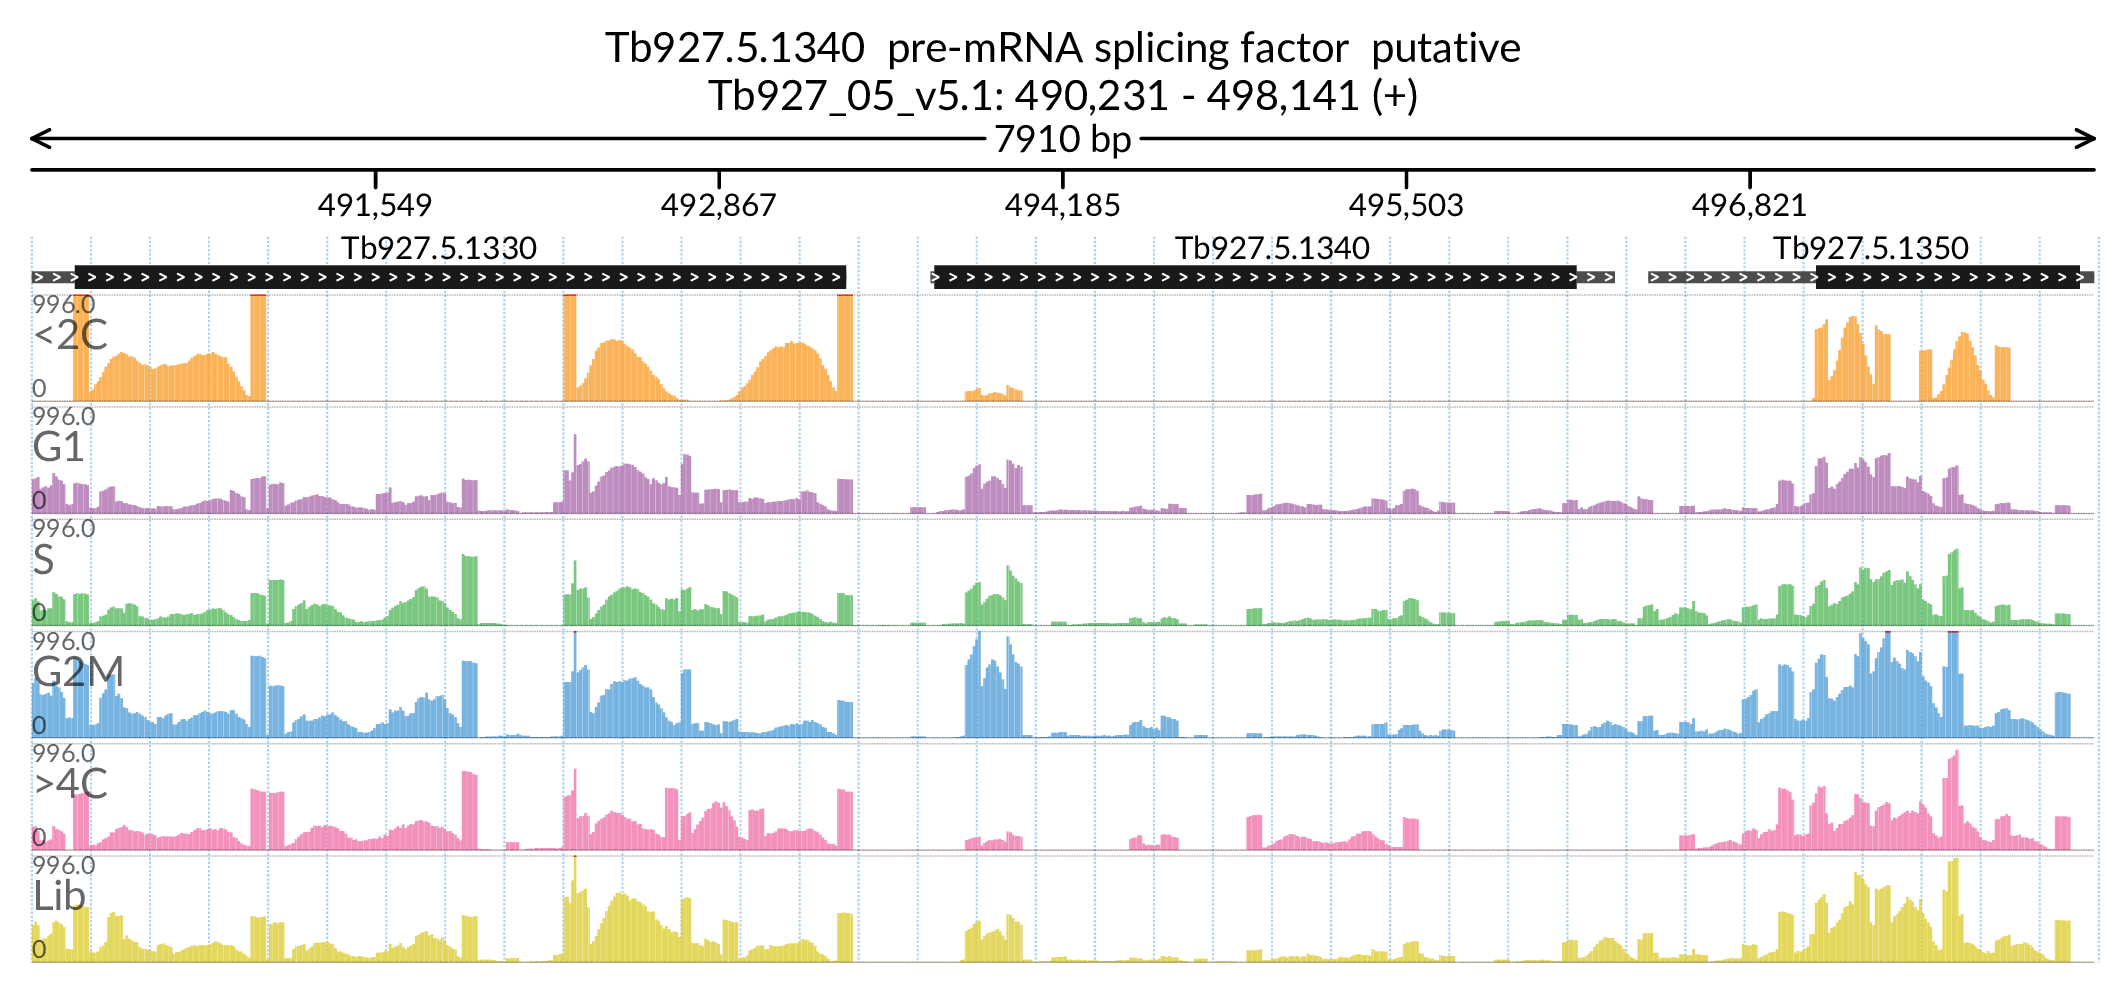 Tb927.5.1340  pre-mRNA splicing factor  putative
Tb927_05_v5.1: 490,231 - 498,141 (+)
7910 bp
491,549 492,867 494,185 495,503 496,821
Tb927.5.1330 Tb927.5.1340 Tb927.5.1350
996.0
<2C
0
996.0
G1
0
996.0
S
0
996.0
G2M
0
996.0
>4C
0
996.0
Lib
0